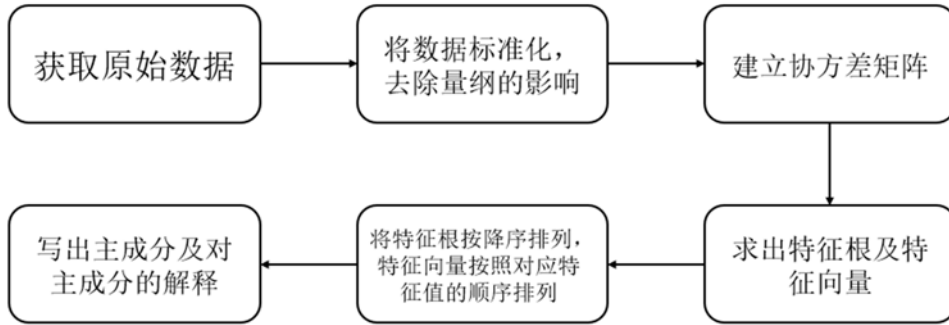 获取原始数据
将数据标准化，
去除量纲的影响
建立协方差矩阵
求出特征根及特
征向量
将特征根按降序排列，
特征向量按照对应特
征值的顺序排列
写出主成分及对
主成分的解释